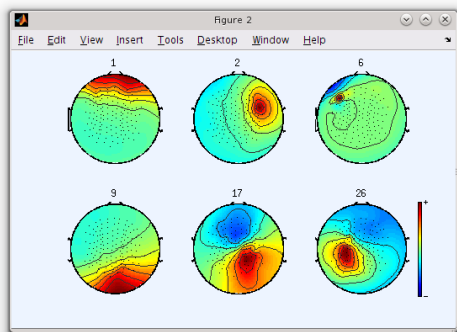 Figure 2
File Edit View Insert Tools Desktop Window Help
1 2 6
9 17 26
+
−